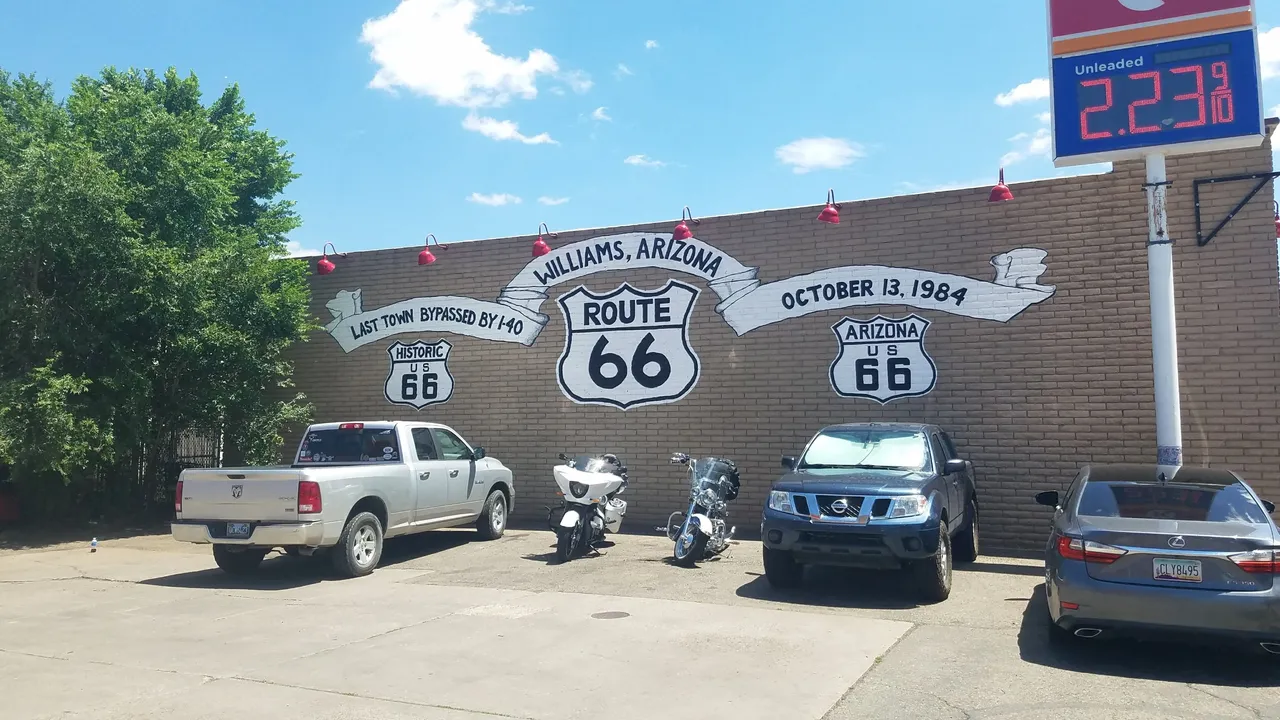 Unleaded
2.23 9/10
WILLIAMS, ARIZONA
LAST TOWN BYPASSED BY I-40
OCTOBER 13, 1984
HISTORIC
US
66
ROUTE
66
ARIZONA
US
66
CLY8495